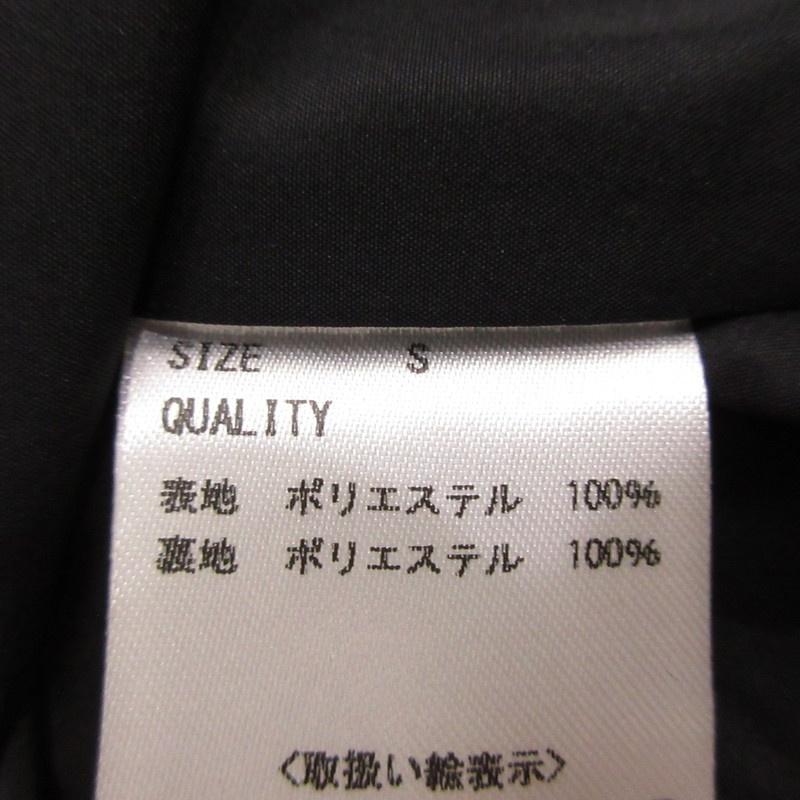 SIZE S
QUALITY
表地 ポリエステル 100%
裏地 ポリエステル 100%
〈取扱い絵表示〉